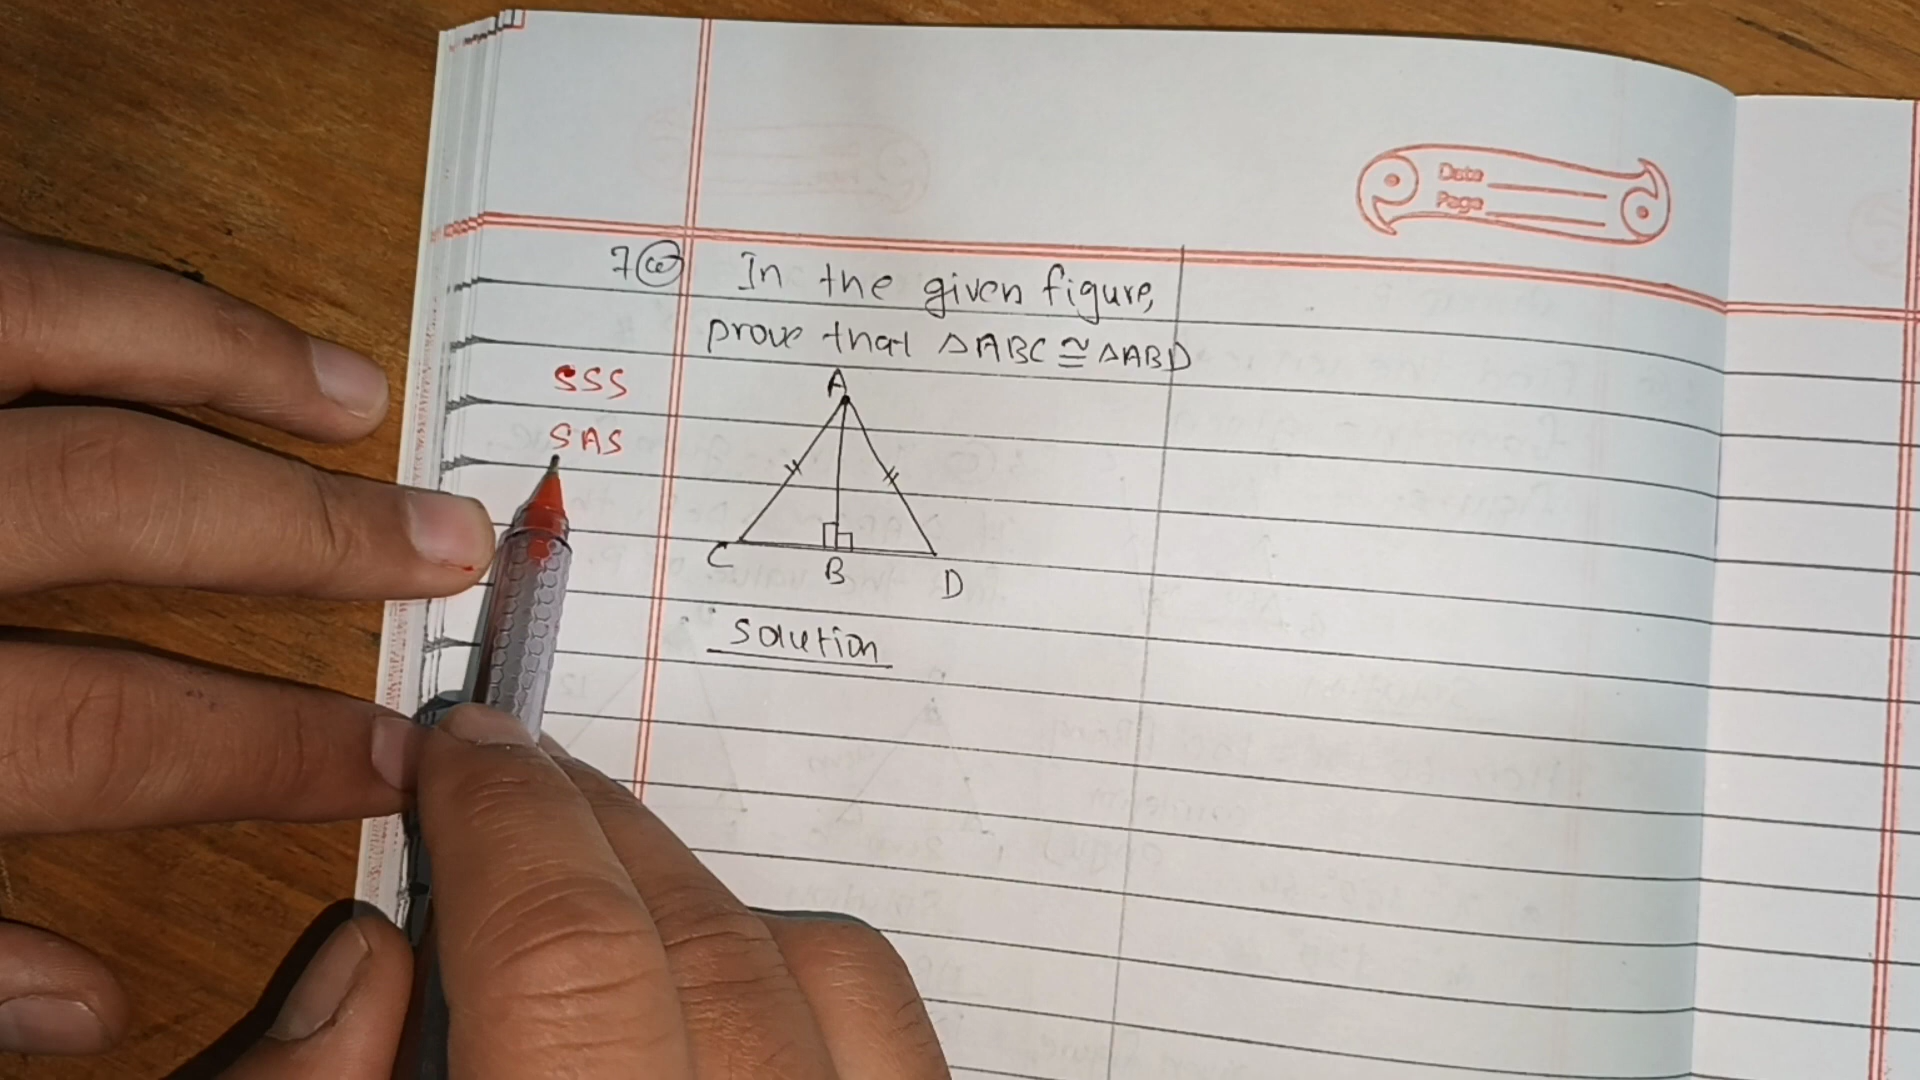 Date
Page
7(a) In the given figure,
prove that △ABC ≅ △ABD
SSS
SAS
A
C
B
D
Solution